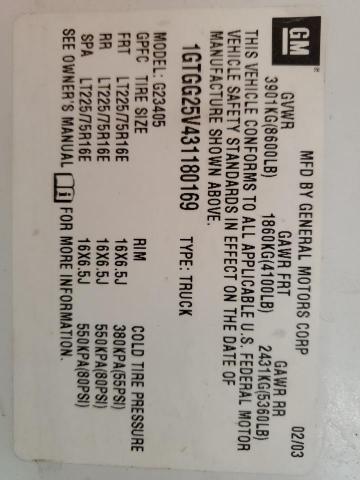 GM ®
MFD BY GENERAL MOTORS CORP 02/03
GVWR GAWR FRT GAWR RR
3901KG(8600LB) 1860KG(4100LB) 2431KG(5360LB)
THIS VEHICLE CONFORMS TO ALL APPLICABLE U.S. FEDERAL MOTOR
VEHICLE SAFETY STANDARDS IN EFFECT ON THE DATE OF
MANUFACTURE SHOWN ABOVE.
1GTGG25V431180169 TYPE: TRUCK
MODEL: G23405
GPFC TIRE SIZE RIM COLD TIRE PRESSURE
FRT LT225/75R16E 16X6.5J 380KPA(55PSI)
RR LT225/75R16E 16X6.5J 550KPA(80PSI)
SPA LT225/75R16E 16X6.5J 550KPA(80PSI)
SEE OWNER'S MANUAL i FOR MORE INFORMATION.